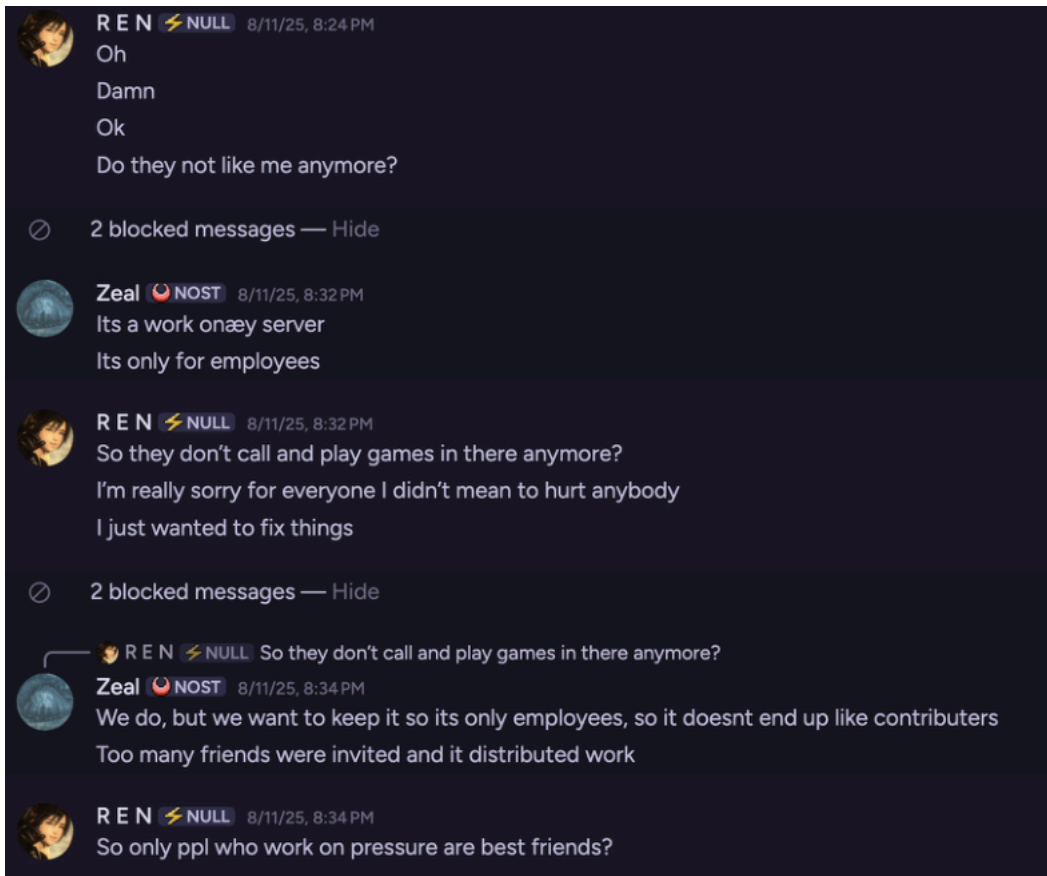 R E N NULL 8/11/25, 8:24 PM
Oh
Damn
Ok
Do they not like me anymore?
2 blocked messages — Hide
Zeal NOST 8/11/25, 8:32 PM
Its a work onæy server
Its only for employees
R E N NULL 8/11/25, 8:32 PM
So they don’t call and play games in there anymore?
I’m really sorry for everyone I didn’t mean to hurt anybody
I just wanted to fix things
2 blocked messages — Hide
R E N NULL So they don’t call and play games in there anymore?
Zeal NOST 8/11/25, 8:34 PM
We do, but we want to keep it so its only employees, so it doesnt end up like contributers
Too many friends were invited and it distributed work
R E N NULL 8/11/25, 8:34 PM
So only ppl who work on pressure are best friends?